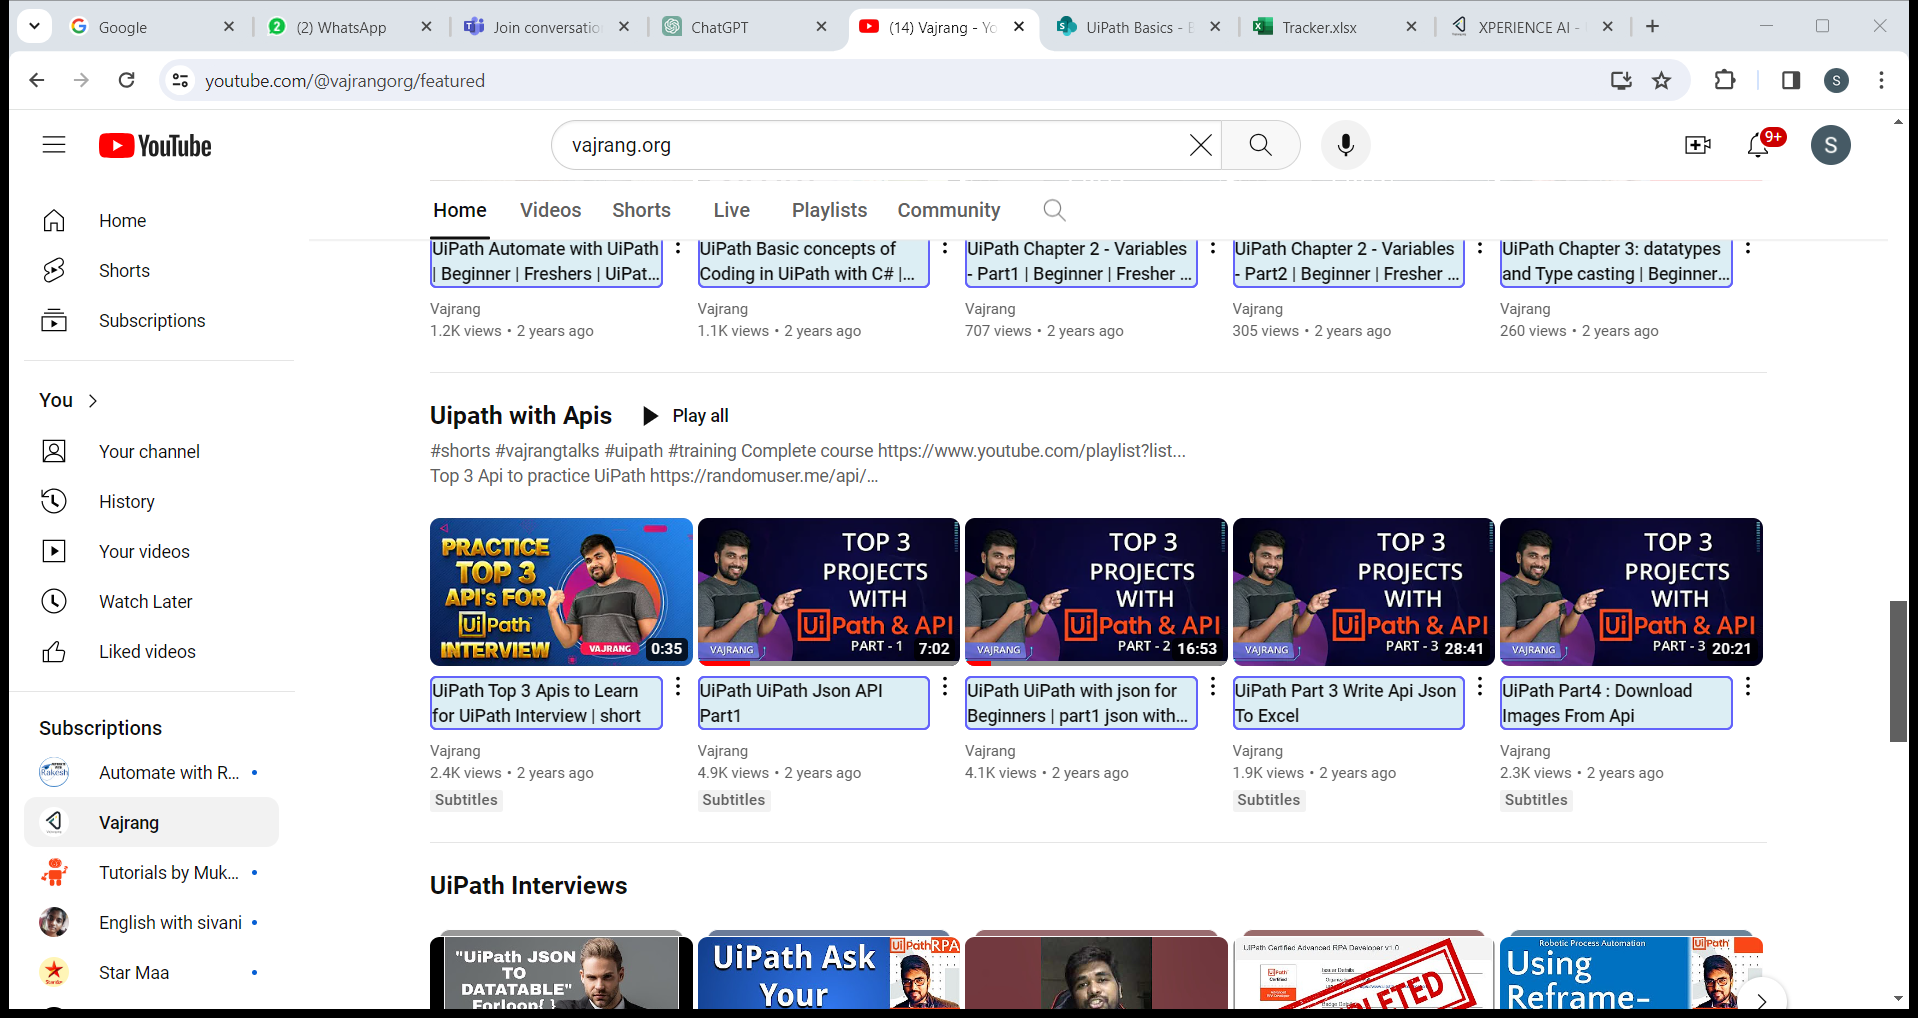 Google
(2) WhatsApp
Join conversatio
ChatGPT
(14) Vajrang - Yo
UiPath Basics - E
Tracker.xlsx
XPERIENCE AI -
youtube.com/@vajrangorg/featured
S
YouTube
vajrang.org
9+
S
Home
Shorts
Subscriptions
You
Your channel
History
Your videos
Watch Later
Liked videos
Subscriptions
Automate with R...
Vajrang
Tutorials by Muk...
English with sivani
Star Maa
Home Videos Shorts Live Playlists Community
UiPath Automate with UiPath
| Beginner | Freshers | UiPat...
Vajrang
1.2K views • 2 years ago
UiPath Basic concepts of
Coding in UiPath with C# |...
Vajrang
1.1K views • 2 years ago
UiPath Chapter 2 - Variables
- Part1 | Beginner | Fresher ...
Vajrang
707 views • 2 years ago
UiPath Chapter 2 - Variables
- Part2 | Beginner | Fresher ...
Vajrang
305 views • 2 years ago
UiPath Chapter 3: datatypes
and Type casting | Beginner...
Vajrang
260 views • 2 years ago
Uipath with Apis
Play all
#shorts #vajrangtalks #uipath #training Complete course https://www.youtube.com/playlist?list...
Top 3 Api to practice UiPath https://randomuser.me/api/...
PRACTICE
TOP 3
API's FOR
UiPath
INTERVIEW
VAJRANG
0:35
UiPath Top 3 Apis to Learn
for UiPath Interview | short
Vajrang
2.4K views • 2 years ago
Subtitles
TOP 3
PROJECTS
WITH
UiPath & API
PART - 1
VAJRANG
7:02
UiPath UiPath Json API
Part1
Vajrang
4.9K views • 2 years ago
Subtitles
TOP 3
PROJECTS
WITH
UiPath & API
PART - 2
VAJRANG
16:53
UiPath UiPath with json for
Beginners | part1 json with...
Vajrang
4.1K views • 2 years ago
TOP 3
PROJECTS
WITH
UiPath & API
PART - 3
VAJRANG
28:41
UiPath Part 3 Write Api Json
To Excel
Vajrang
1.9K views • 2 years ago
Subtitles
TOP 3
PROJECTS
WITH
UiPath & API
PART - 3
VAJRANG
20:21
UiPath Part4 : Download
Images From Api
Vajrang
2.3K views • 2 years ago
Subtitles
UiPath Interviews
"UiPath JSON
TO
DATATABLE"
Forloop{ }
UiPath Ask
Your
UiPath RPA
UiPath Certified Advanced RPA Developer v1.0
UiPath
Issuer Details
Badge Details
Robotic Process Automation
UiPath
Using
Reframe-